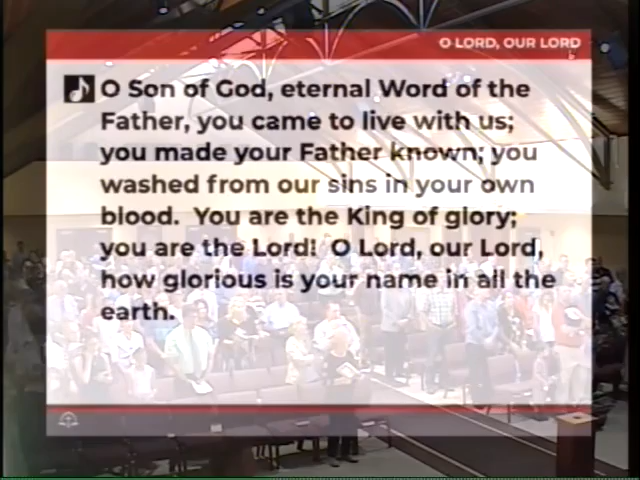 O LORD, OUR LORD
O Son of God, eternal Word of the
Father, you came to live with us;
you made your Father known; you
washed from our sins in your own
blood.  You are the King of glory;
you are the Lord!  O Lord, our Lord,
how glorious is your name in all the
earth.